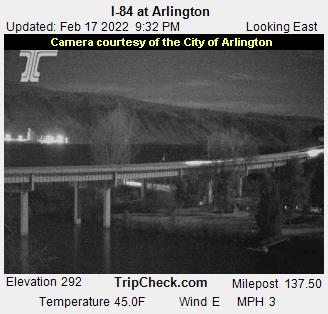 I-84 at Arlington
Updated: Feb 17 2022 9:32 PM Looking East
Camera courtesy of the City of Arlington
Elevation 292 TripCheck.com Milepost 137.50
Temperature 45.0F Wind E MPH 3